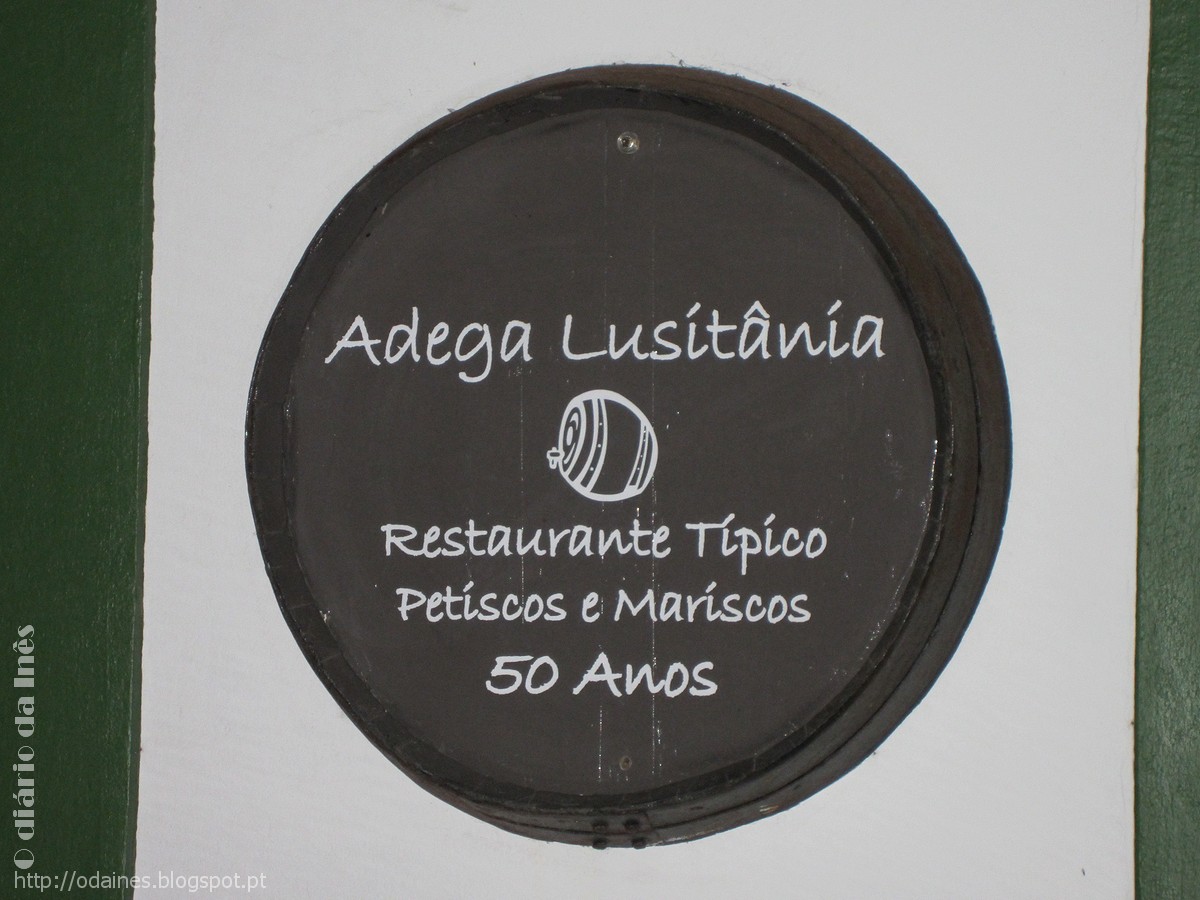 Adega Lusitânia
Restaurante Típico
Petiscos e Mariscos
50 Anos
O diário da Inês
http://odaines.blogspot.pt